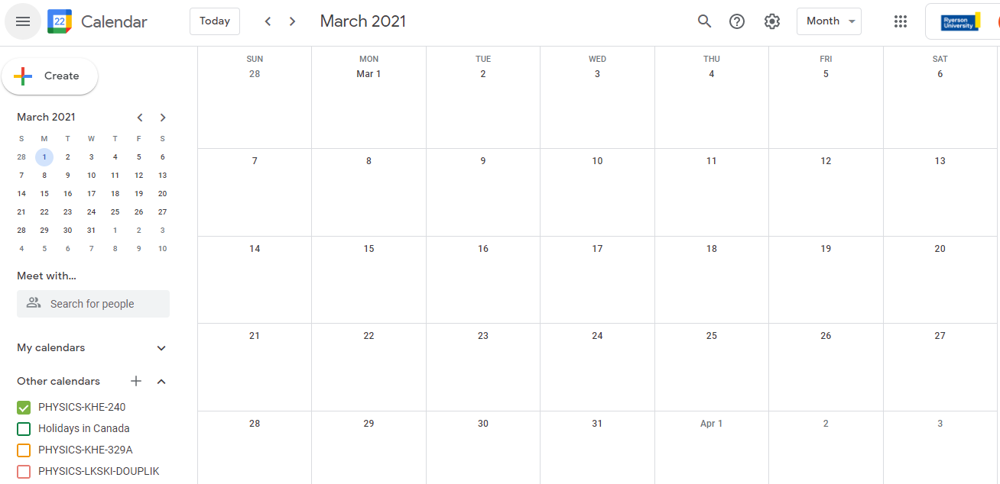 22 Calendar Today March 2021 Month Ryerson University
Create
March 2021
S M T W T F S
28 1 2 3 4 5 6
7 8 9 10 11 12 13
14 15 16 17 18 19 20
21 22 23 24 25 26 27
28 29 30 31 1 2 3
4 5 6 7 8 9 10
Meet with...
Search for people
My calendars
Other calendars
PHYSICS-KHE-240
Holidays in Canada
PHYSICS-KHE-329A
PHYSICS-LKSKI-DOUPLIK
SUN MON TUE WED THU FRI SAT
28 Mar 1 2 3 4 5 6
7 8 9 10 11 12 13
14 15 16 17 18 19 20
21 22 23 24 25 26 27
28 29 30 31 Apr 1 2 3